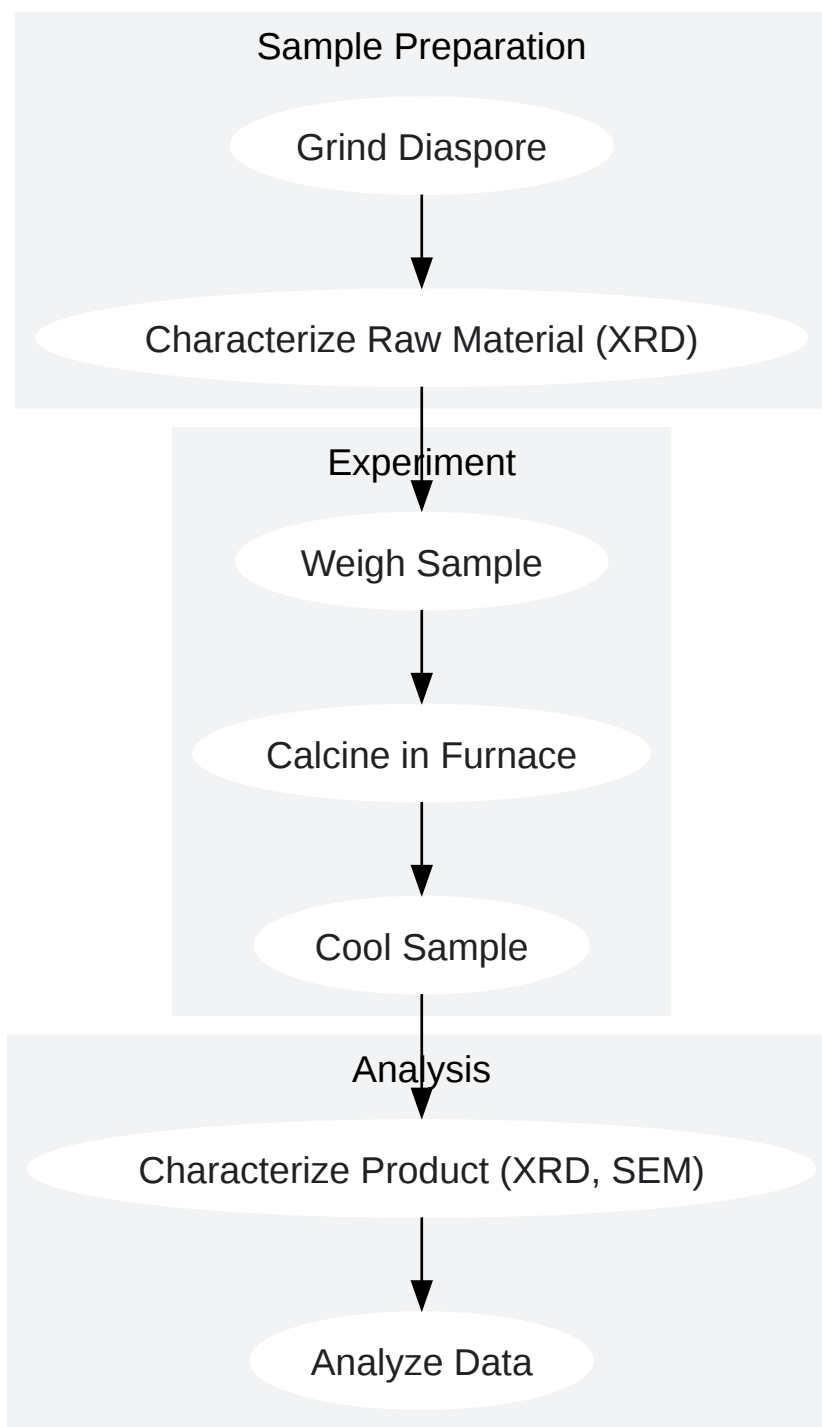 Sample Preparation
Grind Diaspore
Characterize Raw Material (XRD)
Experiment
Weigh Sample
Calcine in Furnace
Cool Sample
Analysis
Characterize Product (XRD, SEM)
Analyze Data